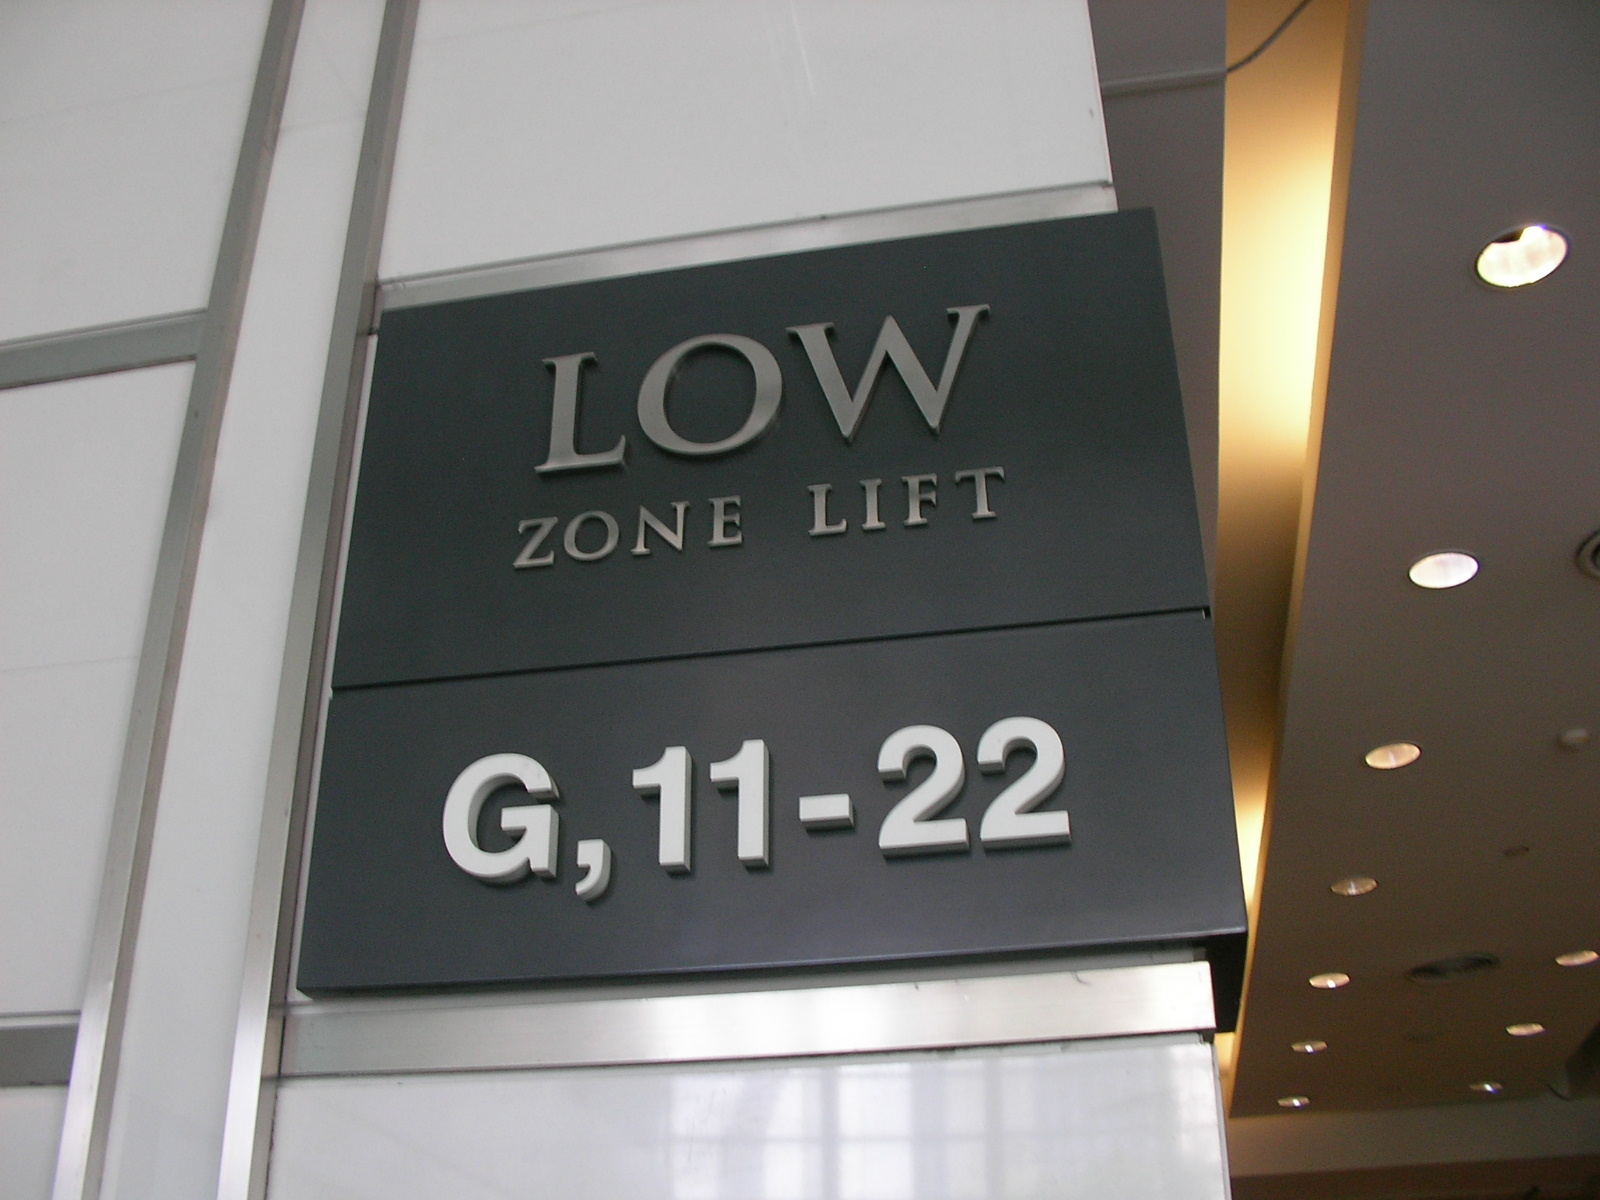 LOW
ZONE LIFT
G, 11-22